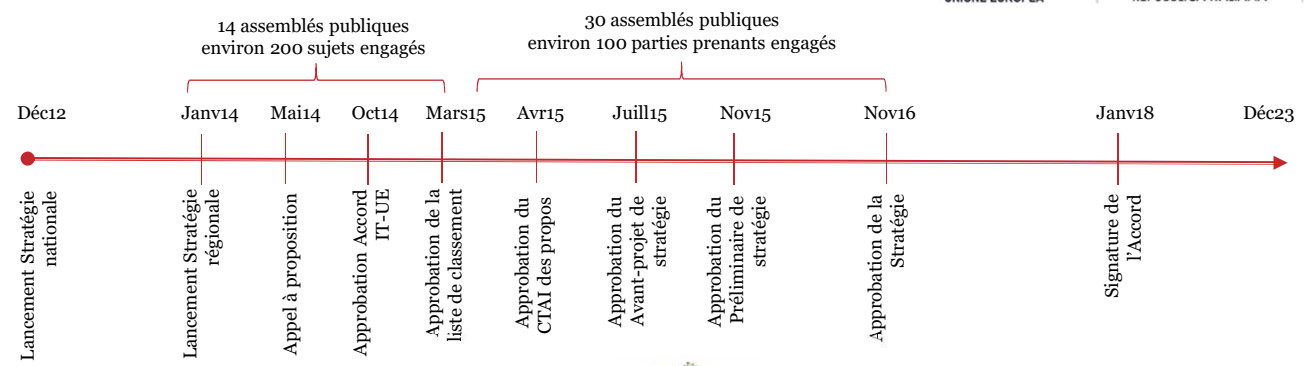 UNIONE EUROPEA
14 assemblés publiques
environ 200 sujets engagés
30 assemblés publiques
environ 100 parties prenants engagés
Déc12
Janv14
Mai14
Oct14
Mars15
Avr15
Juill15
Nov15
Nov16
Janv18
Déc23
Lancement Stratégie
nationale
Lancement Stratégie
régionale
Appel à proposition
Approbation Accord
IT-UE
Approbation de la
liste de classement
Approbation du
CTAI des propos
Approbation du
Avant-projet de
stratégie
Approbation du
Préliminaire de
stratégie
Approbation de la
Stratégie
Signature de
l'Accord